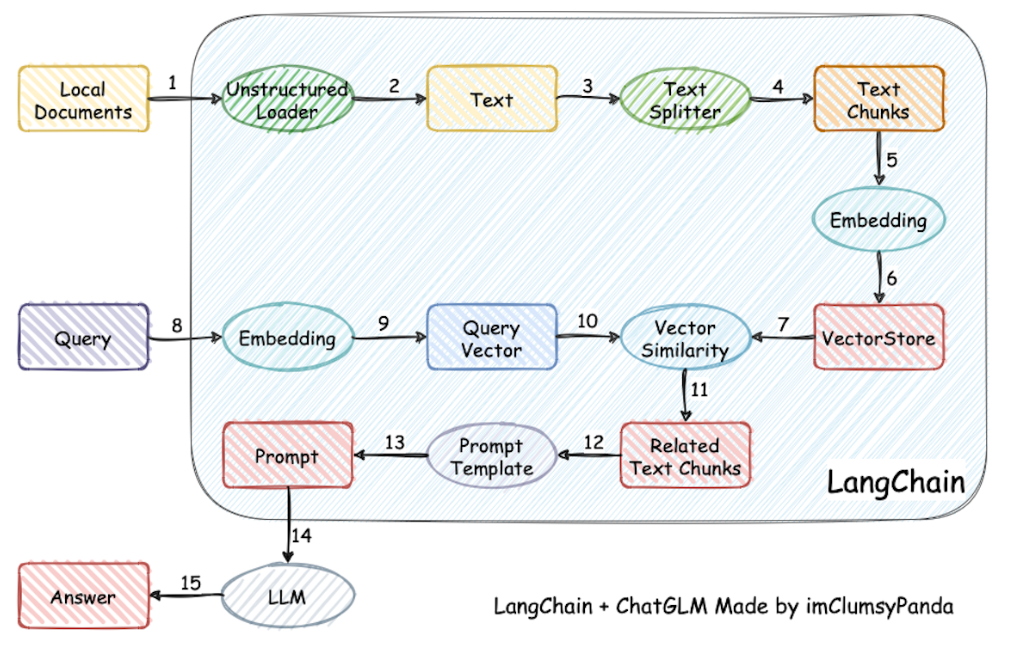 1
2
3
4
Local
Documents
Unstructured
Loader
Text
Text
Splitter
Text
Chunks
5
Embedding
6
8
9
10
7
Query
Embedding
Query
Vector
Vector
Similarity
VectorStore
11
13
12
Prompt
Prompt
Template
Related
Text Chunks
LangChain
14
15
Answer
LLM
LangChain + ChatGLM Made by imClumsyPanda